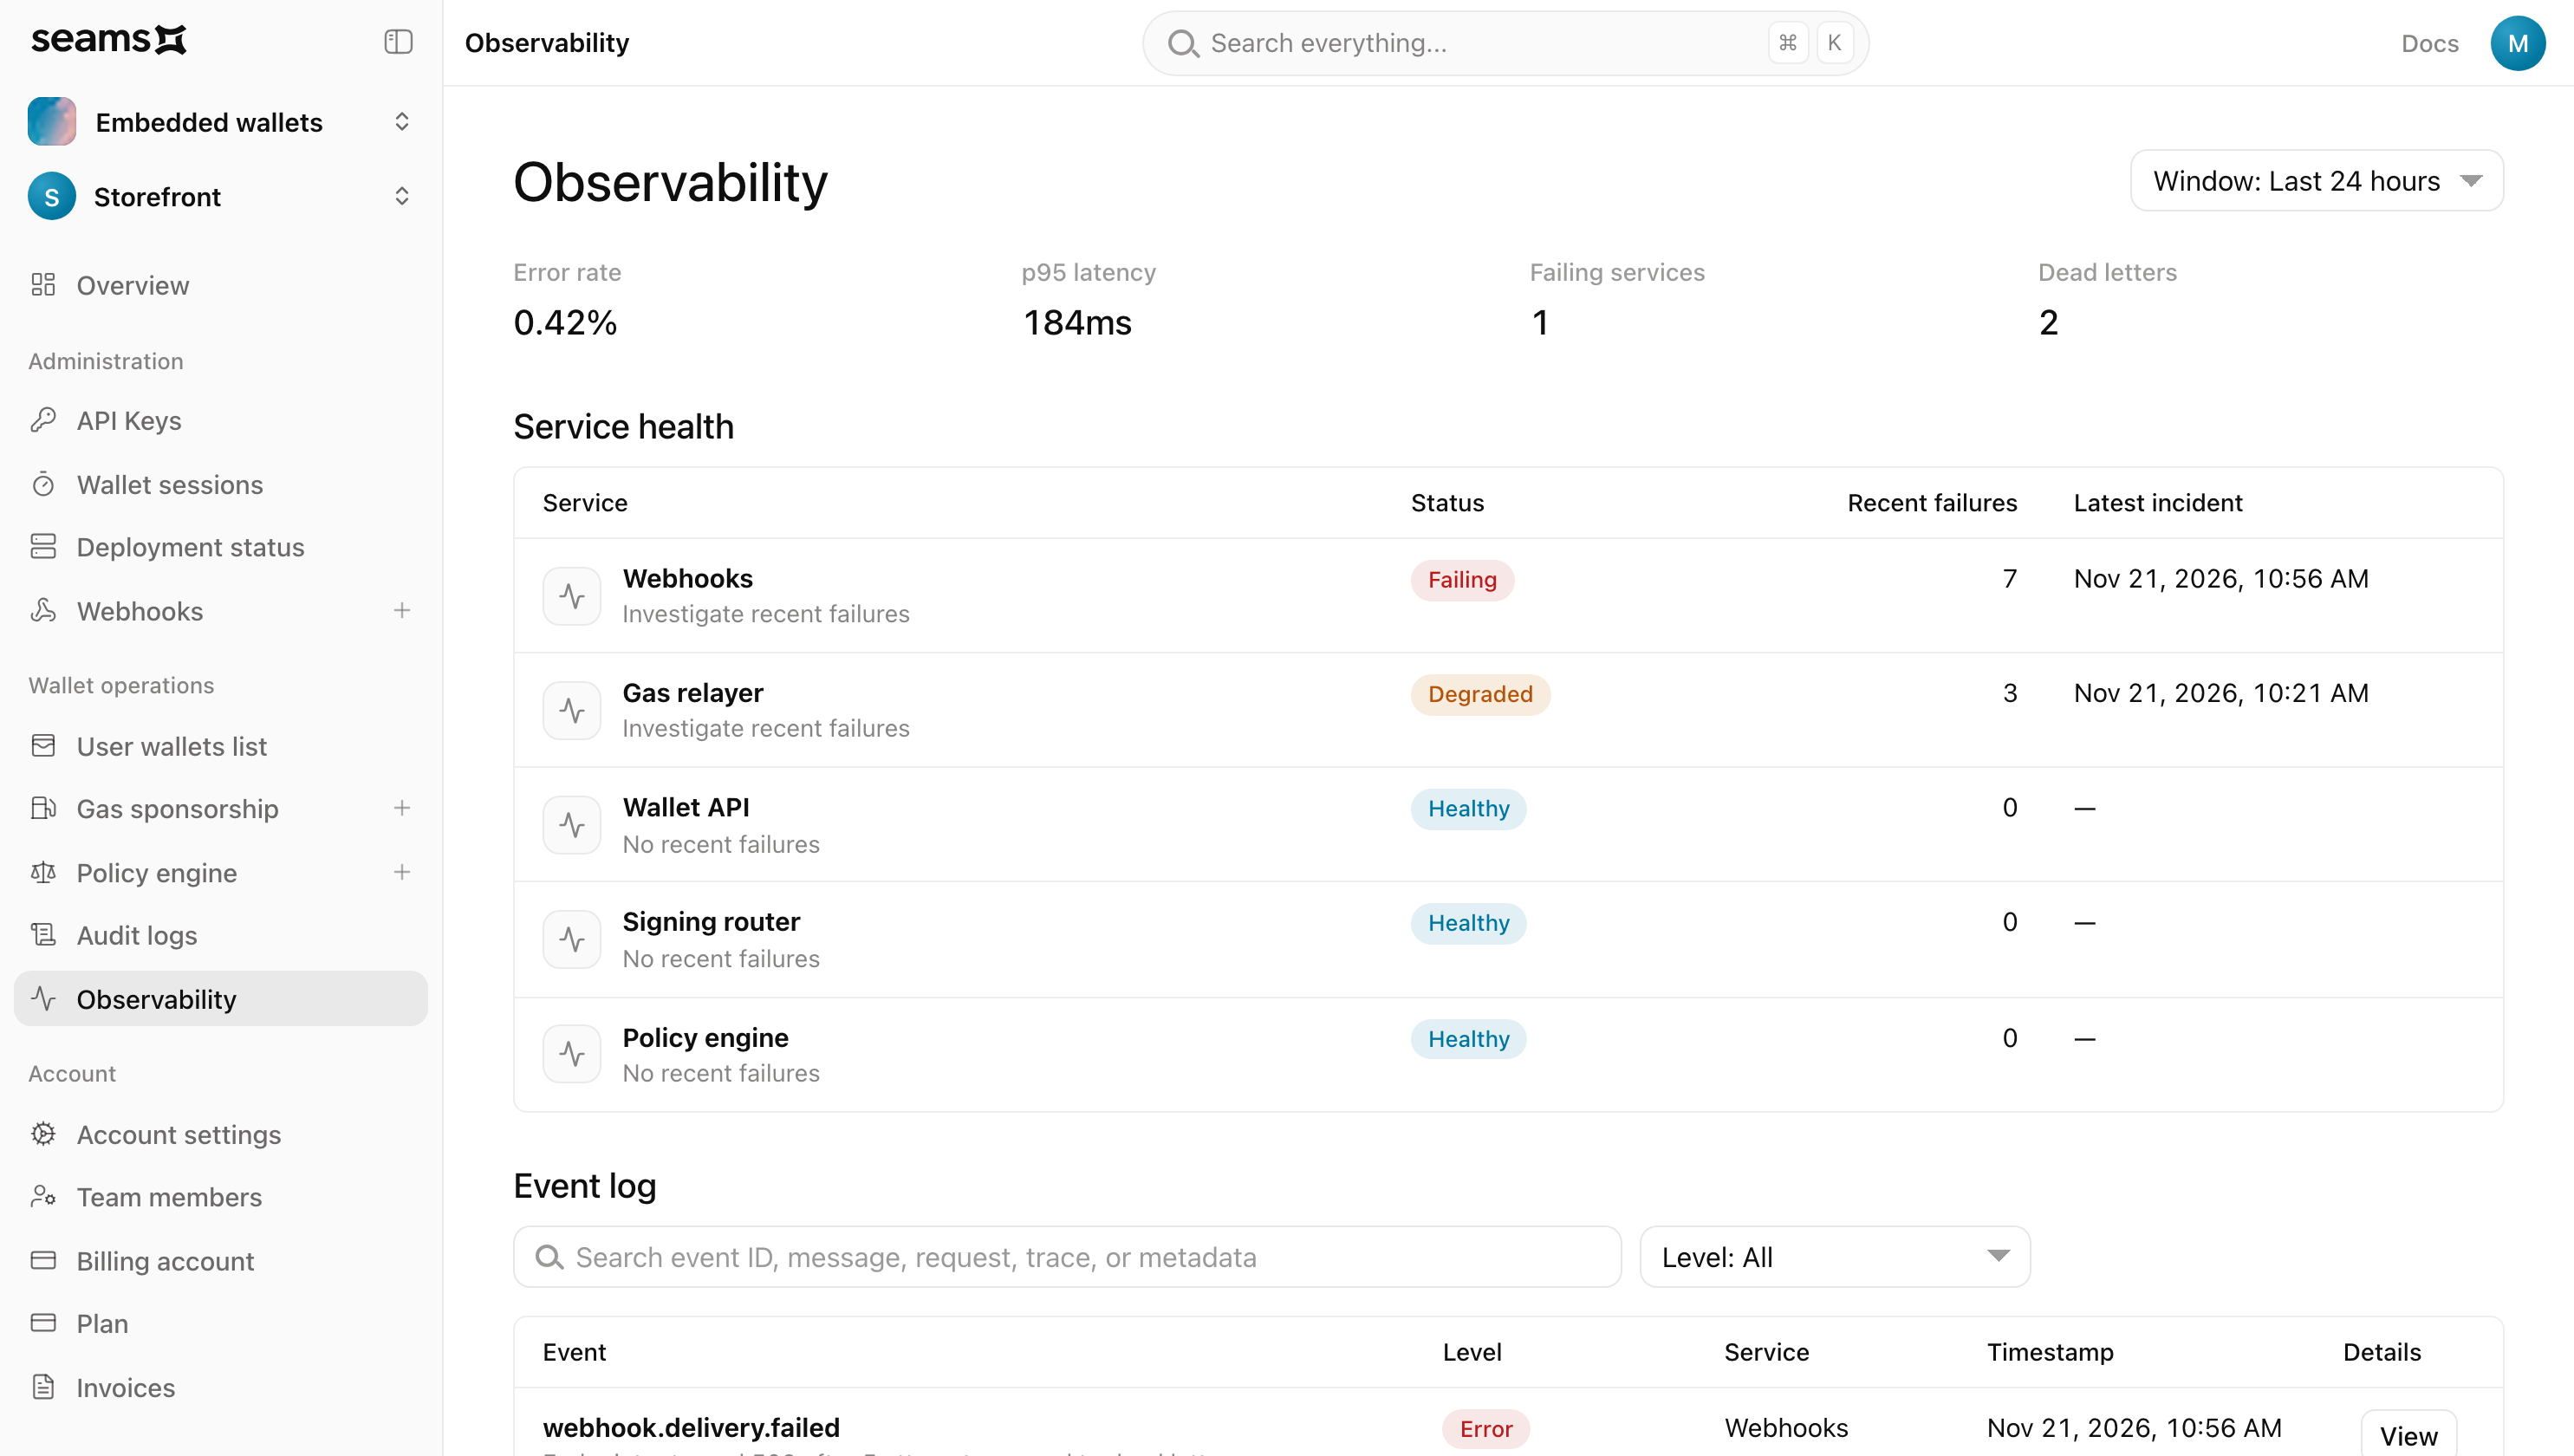 seams
Observability
Search everything...
⌘ K
Docs
M
Embedded wallets
S
Storefront
Overview
Administration
API Keys
Wallet sessions
Deployment status
Webhooks
Wallet operations
User wallets list
Gas sponsorship
Policy engine
Audit logs
Observability
Account
Account settings
Team members
Billing account
Plan
Invoices
Observability
Window: Last 24 hours
Error rate
0.42%
p95 latency
184ms
Failing services
1
Dead letters
2
Service health
Service Status Recent failures Latest incident
Webhooks Failing 7 Nov 21, 2026, 10:56 AM
Investigate recent failures
Gas relayer Degraded 3 Nov 21, 2026, 10:21 AM
Investigate recent failures
Wallet API Healthy 0 —
No recent failures
Signing router Healthy 0 —
No recent failures
Policy engine Healthy 0 —
No recent failures
Event log
Search event ID, message, request, trace, or metadata
Level: All
Event Level Service Timestamp Details
webhook.delivery.failed Error Webhooks Nov 21, 2026, 10:56 AM View